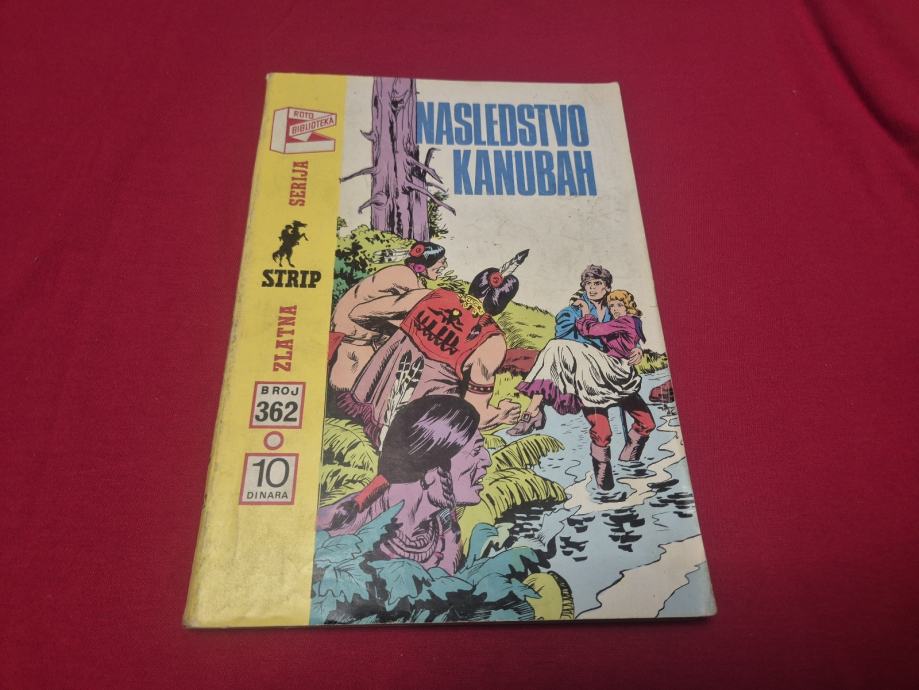 ROTO
BIBLIOTEKA
NASLEDSTVO
KANUBAH
ZLATNA SERIJA
STRIP
BROJ
362
10
DINARA